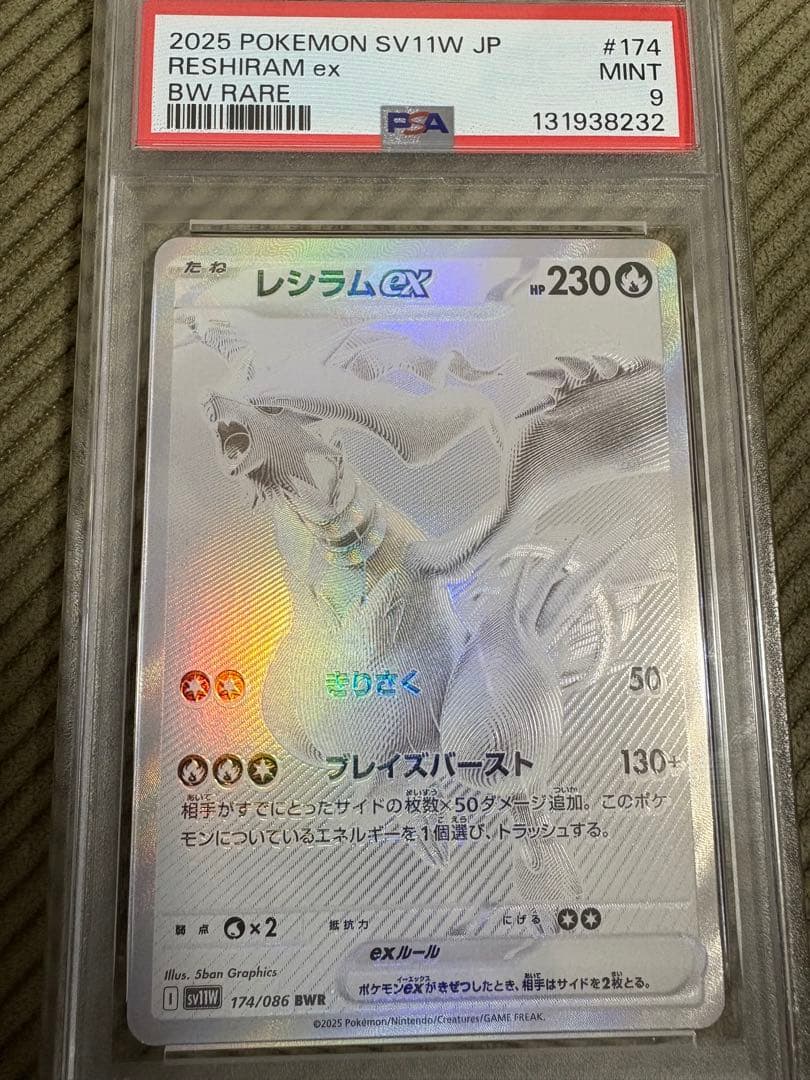 2025 POKEMON SV11W JP #174
RESHIRAM ex MINT
BW RARE 9
PSA 131938232
たね レシラムex HP230
きりさく 50
ブレイズバースト 130+
相手がすでにとったサイドの枚数×50ダメージ追加。このポケ
モンについているエネルギーを1個選び、トラッシュする。
弱点 ×2 抵抗力 にげる
exルール
ポケモンexがきぜつしたとき、相手はサイドを2枚とる。
Illus. 5ban Graphics
I SV11W 174/086 BWR
©2025 Pokémon/Nintendo/Creatures/GAME FREAK.